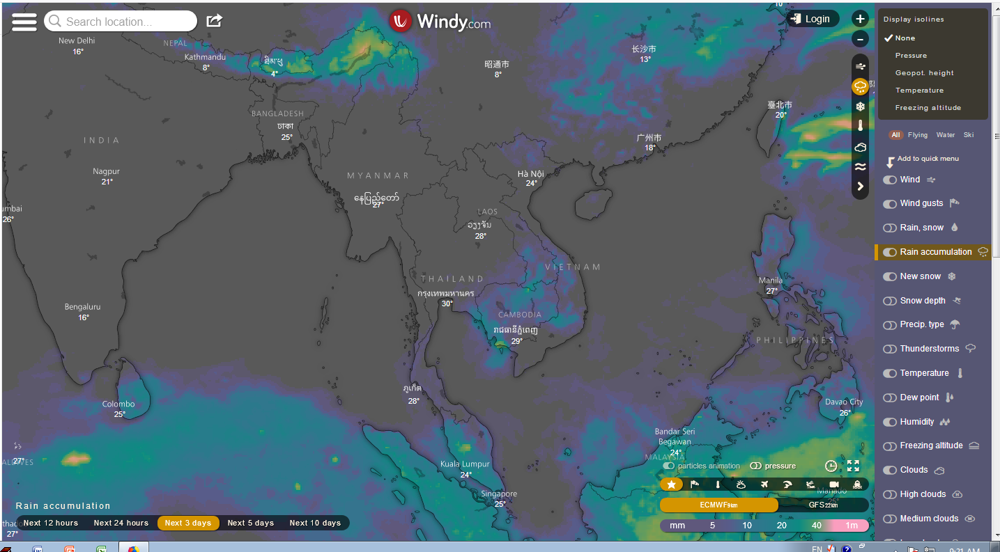 Search location...
Windy.com
Login
+
-
New Delhi
16°
NEPAL
Kathmandu
8°
4°
昭通市
8°
长沙市
13°
10
臺北市
20°
BANGLADESH
ঢাকা
25°
广州市
18°
INDIA
Nagpur
21°
MYANMAR
နေပြည်တော်
27°
Hà Nội
24°
umbai
26°
LAOS
ວຽງຈັນ
28°
VIETNAM
THAILAND
กรุงเทพมหานคร
30°
Manila
27°
Bengaluru
16°
CAMBODIA
រាជធានីភ្នំពេញ
29°
PHILIPPINES
ภูเก็ต
28°
Colombo
25°
Davao City
26°
27°
ALDIVES
Bandar Seri
Begawan
24°
MALAYSIA
Kuala Lumpur
24°
Singapore
25°
Manado
25°
27°
Rain accumulation
Next 12 hours Next 24 hours Next 3 days Next 5 days Next 10 days
particles animation pressure
ECMWF9km GFS22km
mm 5 10 20 40 1m
Display isolines
None
Pressure
Geopot. height
Temperature
Freezing altitude
All Flying Water Ski
Add to quick menu
Wind
Wind gusts
Rain, snow
Rain accumulation
New snow
Snow depth
Precip. type
Thunderstorms
Temperature
Dew point
Humidity
Freezing altitude
Clouds
High clouds
Medium clouds
EN
9:21 AM